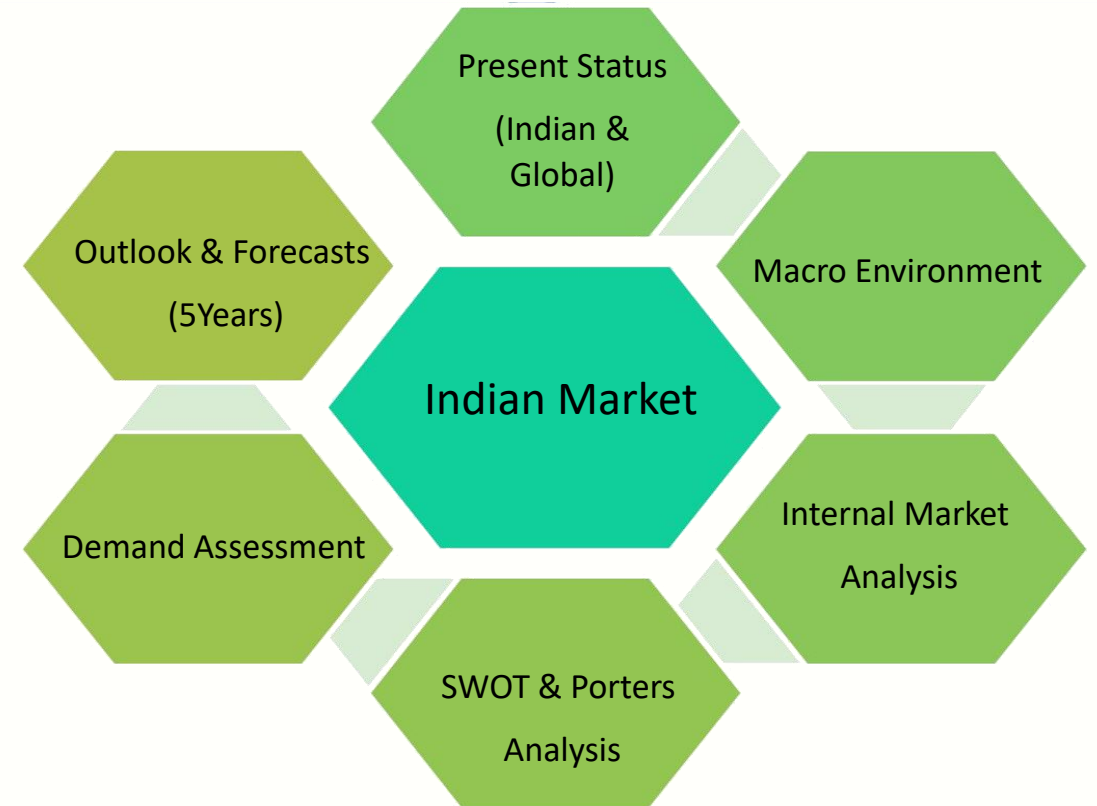 Present Status
(Indian &
Global)
Macro Environment
Internal Market
Analysis
SWOT & Porters
Analysis
Demand Assessment
Outlook & Forecasts
(5Years)
Indian Market